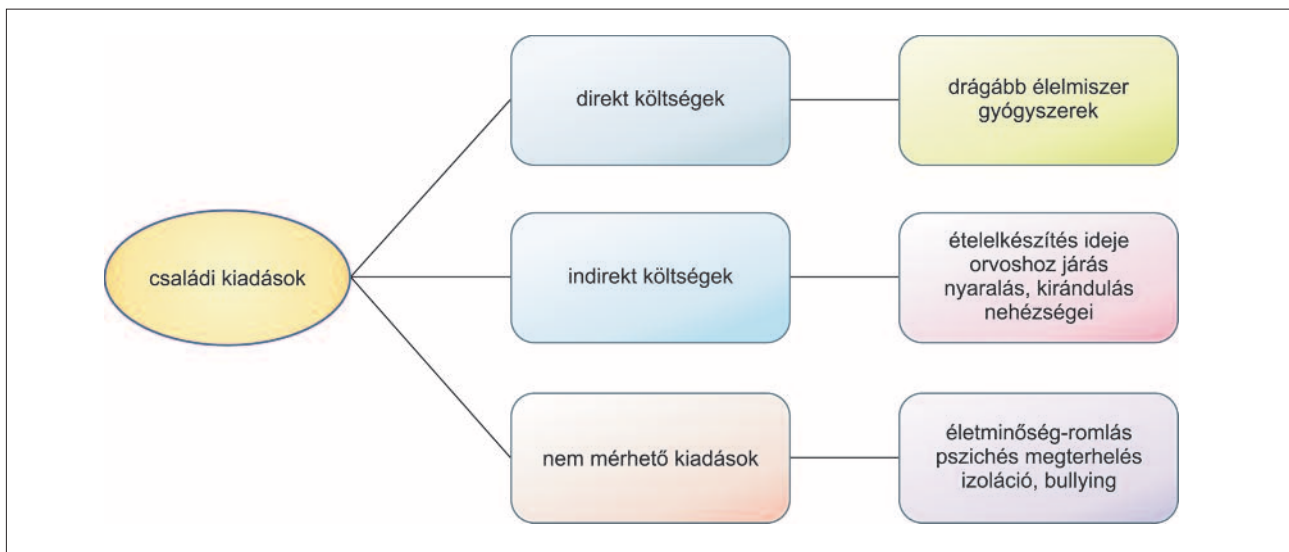 családi kiadások
direkt költségek
drágább élelmiszer
gyógyszerek
indirekt költségek
ételelkészítés ideje
orvoshoz járás
nyaralás, kirándulás
nehézségei
nem mérhető kiadások
életminőség-romlás
pszichés megterhelés
izoláció, bullying